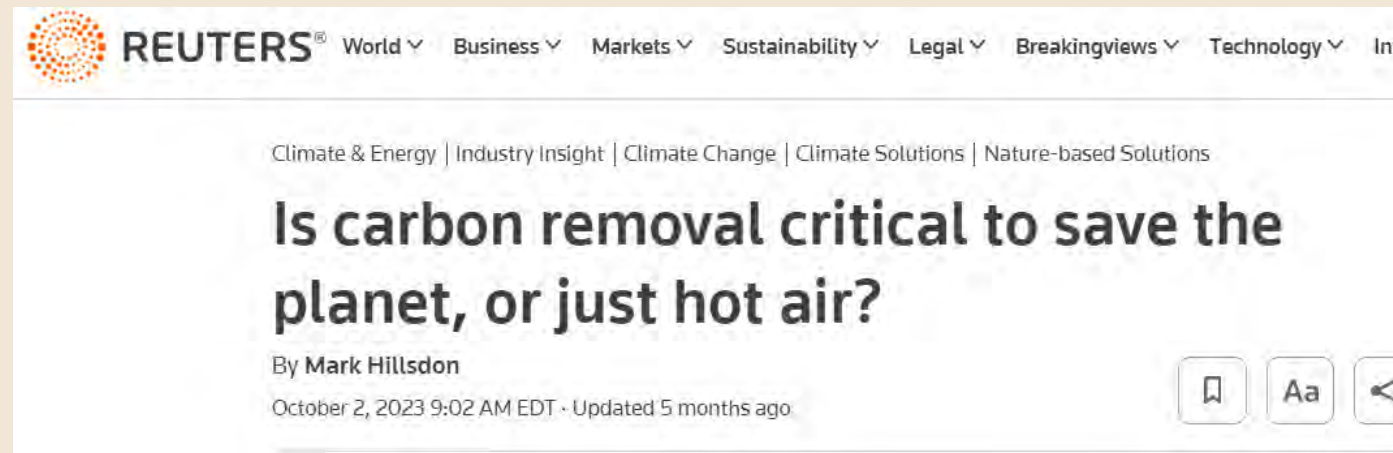 REUTERS® World Business Markets Sustainability Legal Breakingviews Technology In
Climate & Energy | Industry Insight | Climate Change | Climate Solutions | Nature-based Solutions
Is carbon removal critical to save the
planet, or just hot air?
By Mark Hillsdon
October 2, 2023 9:02 AM EDT · Updated 5 months ago
Aa